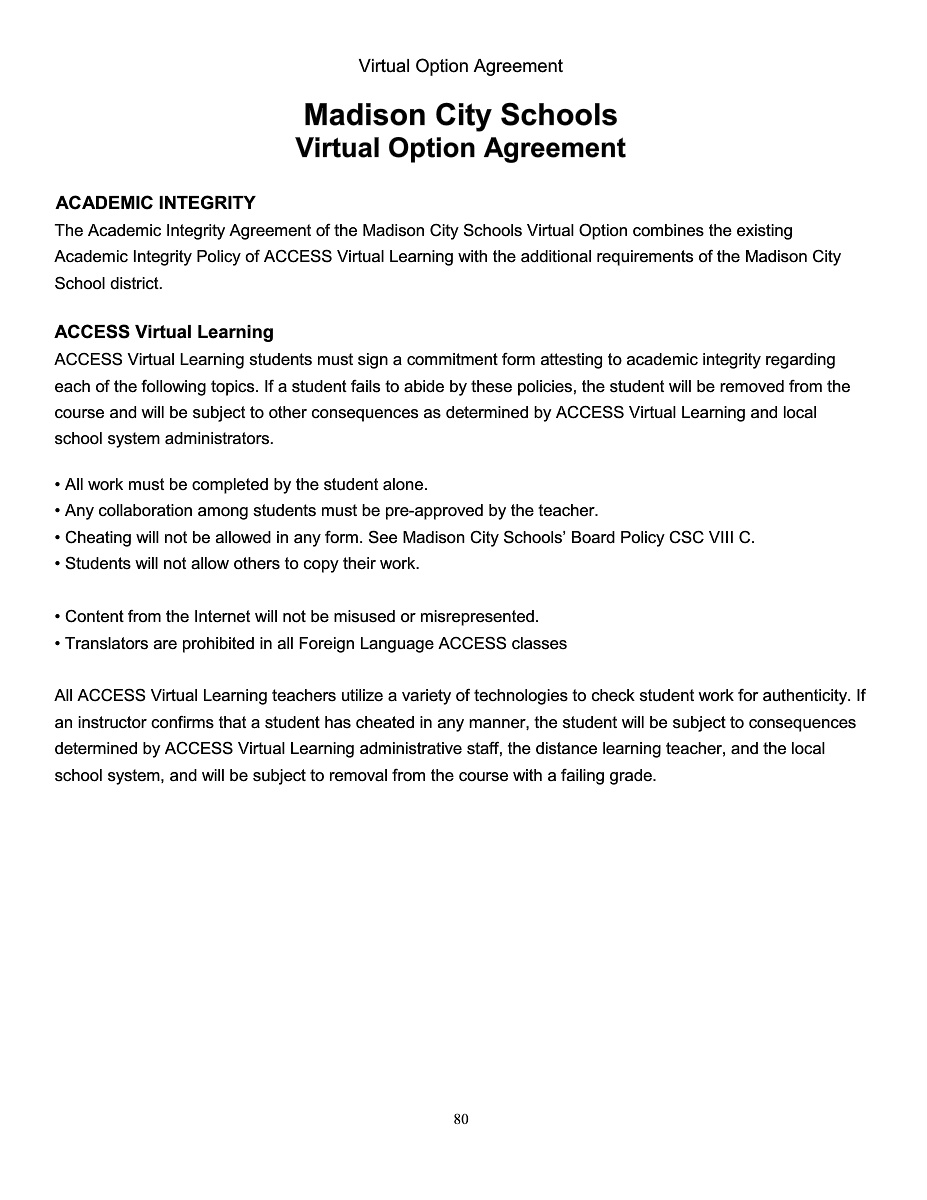 Virtual Option Agreement
Madison City Schools
Virtual Option Agreement
ACADEMIC INTEGRITY
The Academic Integrity Agreement of the Madison City Schools Virtual Option combines the existing
Academic Integrity Policy of ACCESS Virtual Learning with the additional requirements of the Madison City
School district.
ACCESS Virtual Learning
ACCESS Virtual Learning students must sign a commitment form attesting to academic integrity regarding
each of the following topics. If a student fails to abide by these policies, the student will be removed from the
course and will be subject to other consequences as determined by ACCESS Virtual Learning and local
school system administrators.
• All work must be completed by the student alone.
• Any collaboration among students must be pre-approved by the teacher.
• Cheating will not be allowed in any form. See Madison City Schools’ Board Policy CSC VIII C.
• Students will not allow others to copy their work.
• Content from the Internet will not be misused or misrepresented.
• Translators are prohibited in all Foreign Language ACCESS classes
All ACCESS Virtual Learning teachers utilize a variety of technologies to check student work for authenticity. If
an instructor confirms that a student has cheated in any manner, the student will be subject to consequences
determined by ACCESS Virtual Learning administrative staff, the distance learning teacher, and the local
school system, and will be subject to removal from the course with a failing grade.
80